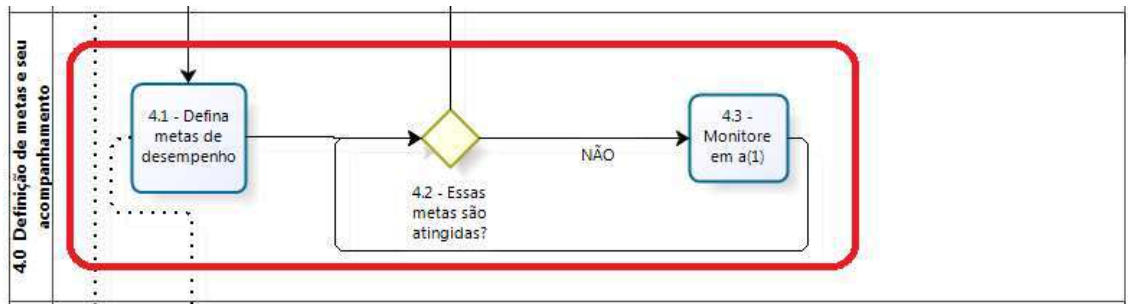 4.0 Definição de metas e seu
acompanhamento
4.1 - Defina
metas de
desempenho
4.2 - Essas
metas são
atingidas?
NÃO
4.3 -
Monitore
em a(1)